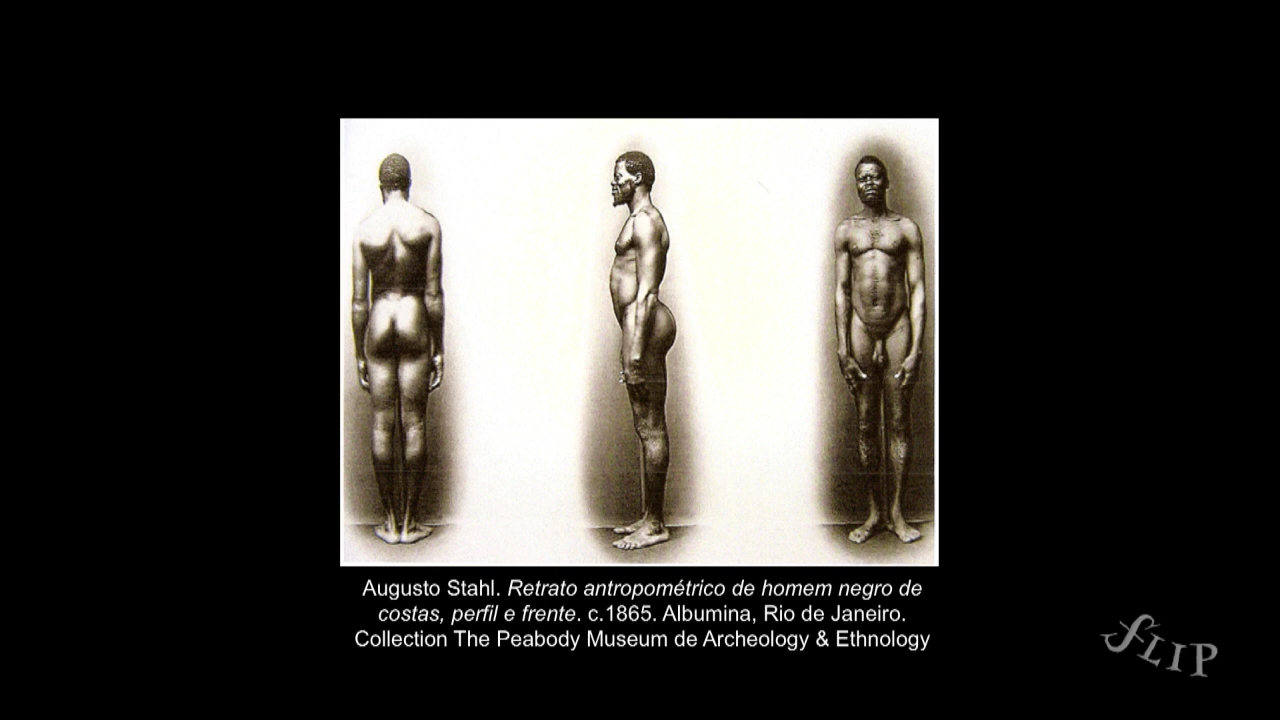 Augusto Stahl. Retrato antropométrico de homem negro de
costas, perfil e frente. c.1865. Albumina, Rio de Janeiro.
Collection The Peabody Museum de Archeology & Ethnology
FLIP